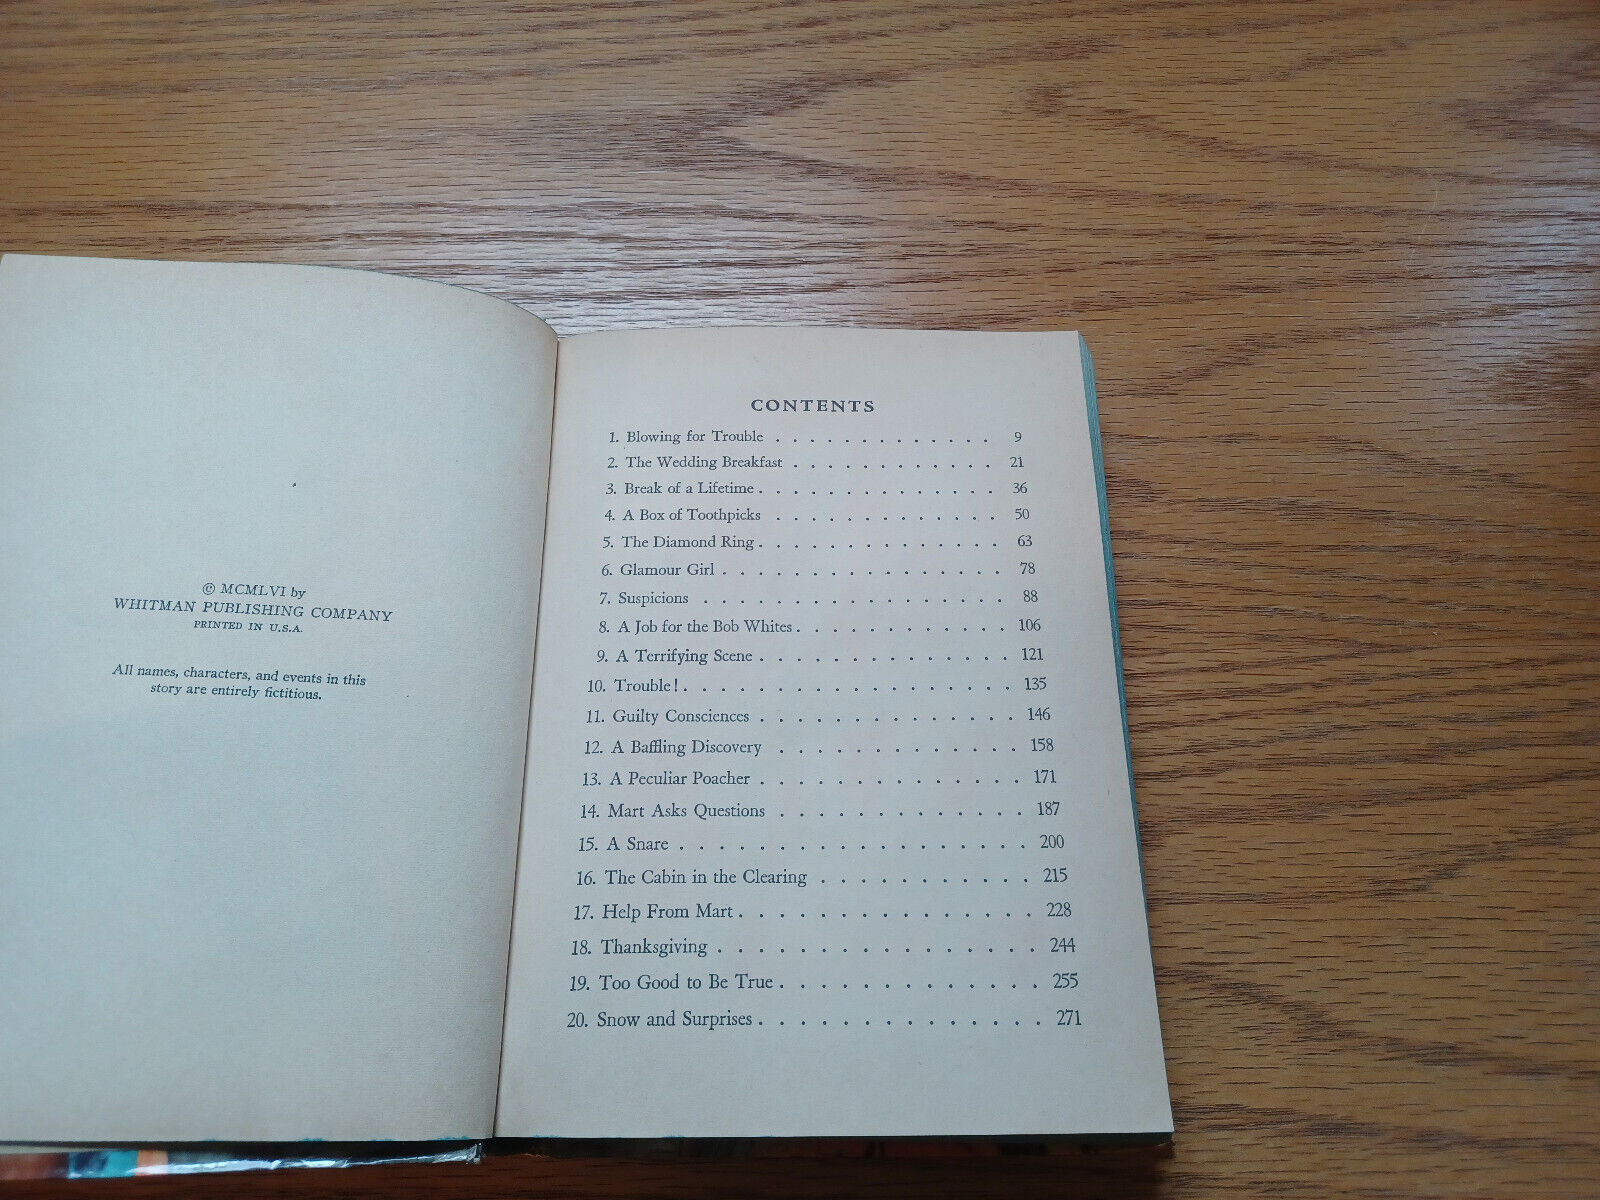 © MCMLVI by
WHITMAN PUBLISHING COMPANY
PRINTED IN U.S.A.
All names, characters, and events in this
story are entirely fictitious.
CONTENTS
1. Blowing for Trouble . . . . . . . . . . . . . 9
2. The Wedding Breakfast . . . . . . . . . . . . 21
3. Break of a Lifetime . . . . . . . . . . . . . . 36
4. A Box of Toothpicks . . . . . . . . . . . . . 50
5. The Diamond Ring . . . . . . . . . . . . . . 63
6. Glamour Girl . . . . . . . . . . . . . . . . 78
7. Suspicions . . . . . . . . . . . . . . . . . 88
8. A Job for the Bob Whites . . . . . . . . . . . . 106
9. A Terrifying Scene . . . . . . . . . . . . . . 121
10. Trouble! . . . . . . . . . . . . . . . . . . 135
11. Guilty Consciences . . . . . . . . . . . . . . 146
12. A Baffling Discovery . . . . . . . . . . . . . 158
13. A Peculiar Poacher . . . . . . . . . . . . . . 171
14. Mart Asks Questions . . . . . . . . . . . . . 187
15. A Snare . . . . . . . . . . . . . . . . . . 200
16. The Cabin in the Clearing . . . . . . . . . . . 215
17. Help From Mart . . . . . . . . . . . . . . . 228
18. Thanksgiving . . . . . . . . . . . . . . . . 244
19. Too Good to Be True . . . . . . . . . . . . . 255
20. Snow and Surprises . . . . . . . . . . . . . . 271